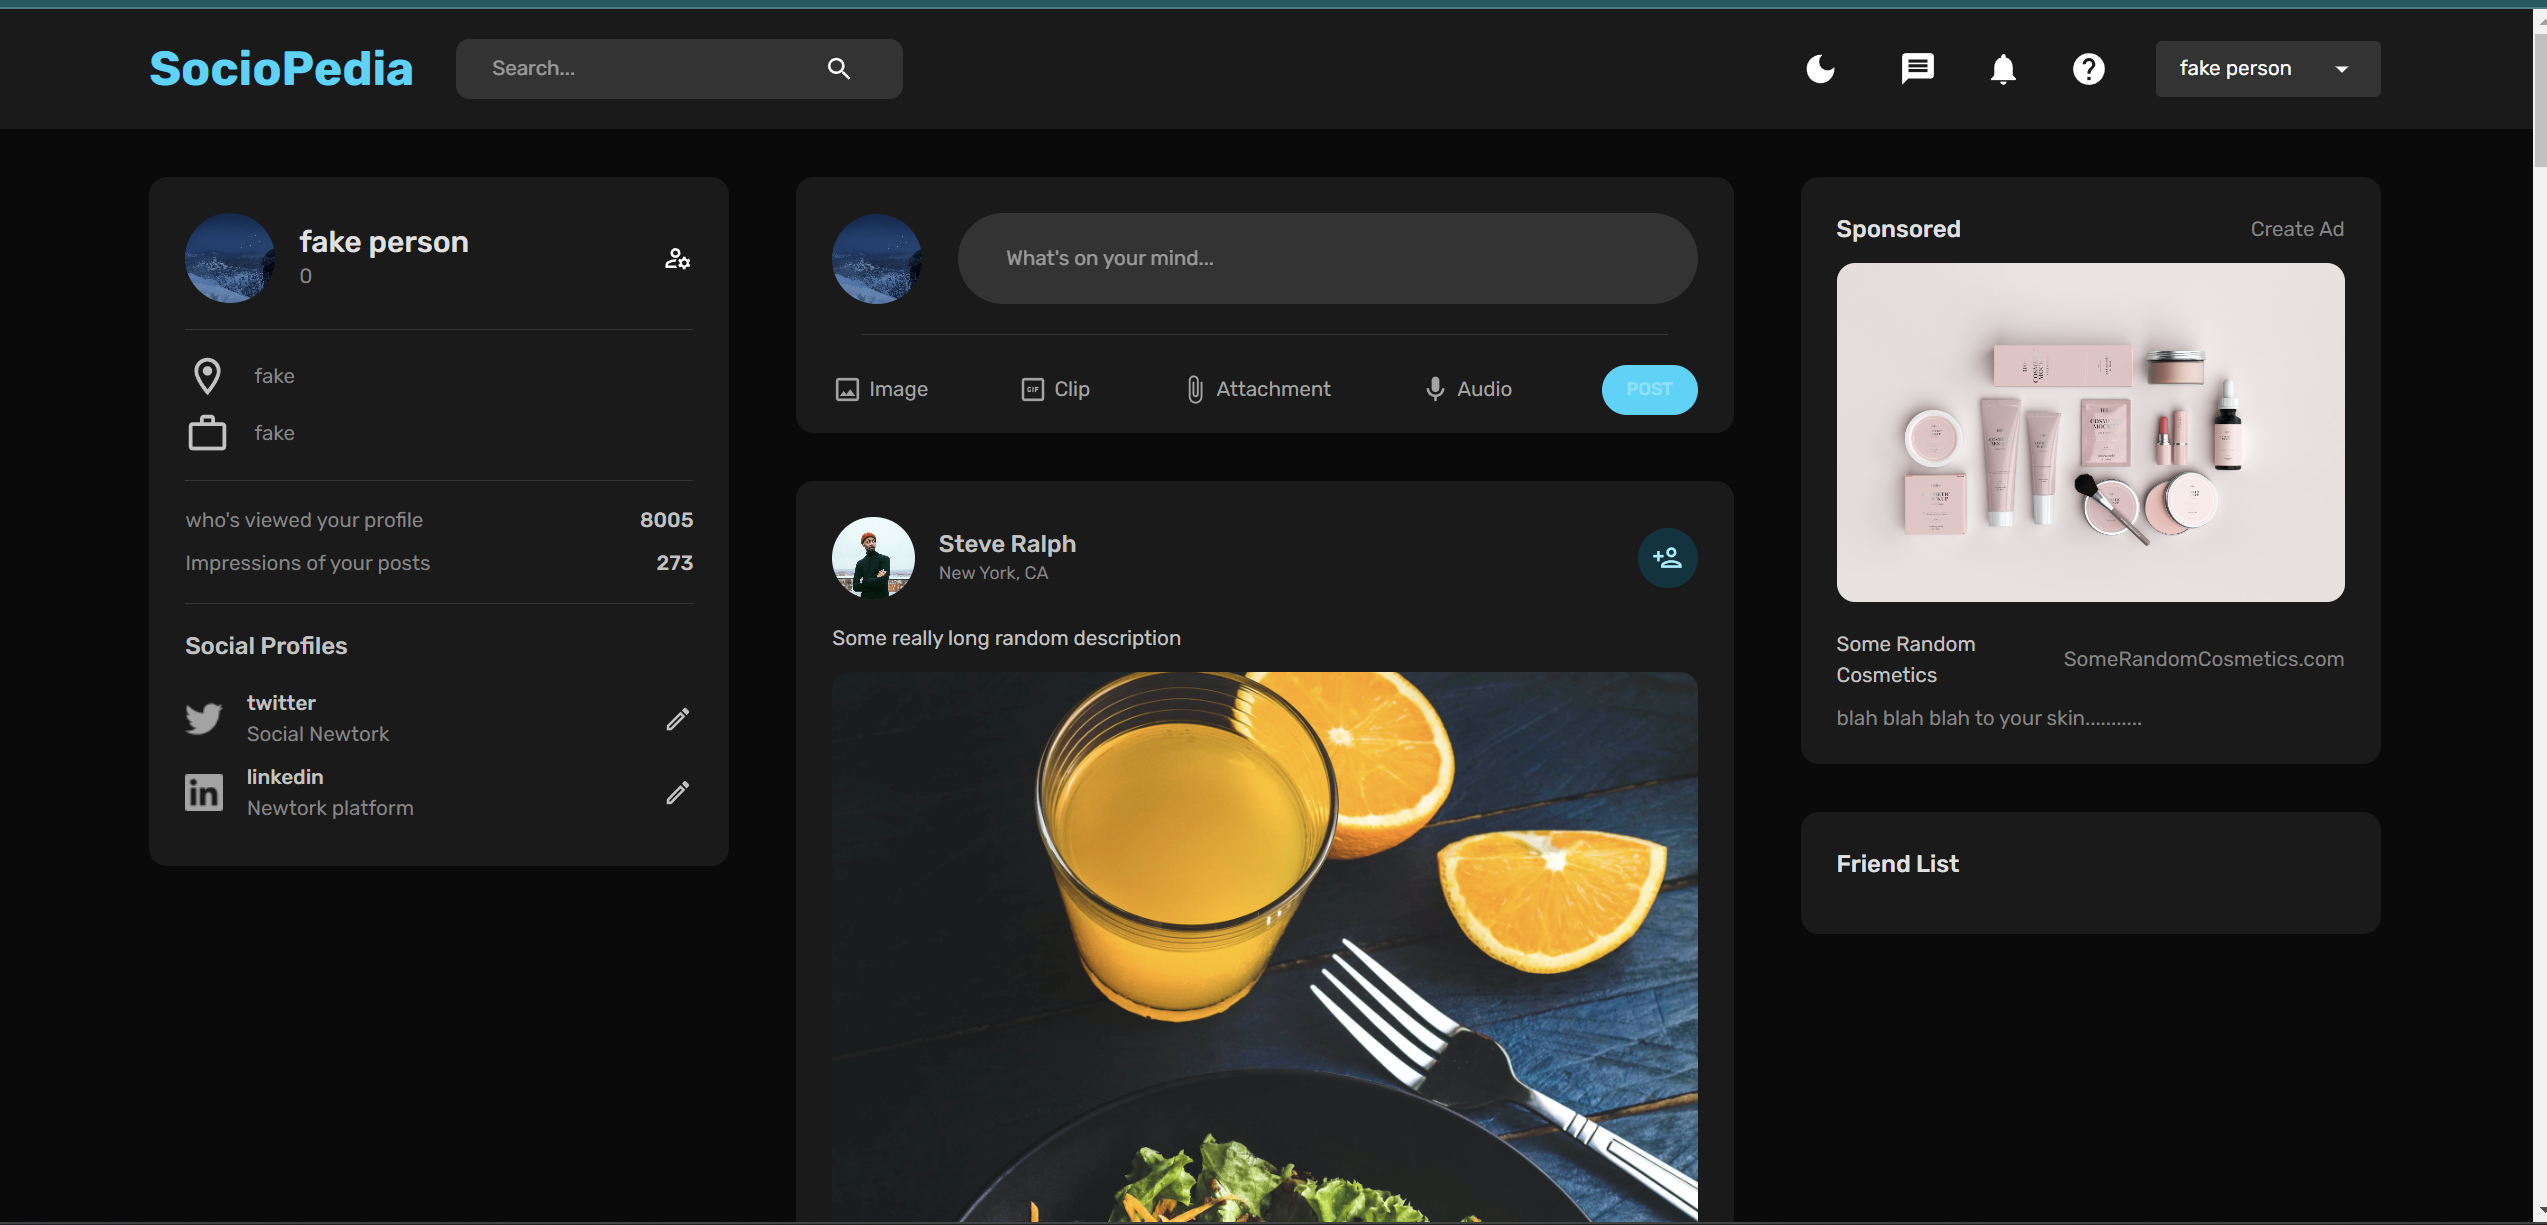 SocioPedia
Search...
fake person
fake person
0
fake
fake
who's viewed your profile 8005
Impressions of your posts 273
Social Profiles
twitter
Social Newtork
linkedin
Newtork platform
What's on your mind...
Image
GIF
Clip
Attachment
Audio
POST
Steve Ralph
New York, CA
Some really long random description
Sponsored
Create Ad
Some Random
Cosmetics
SomeRandomCosmetics.com
blah blah blah to your skin...........
Friend List